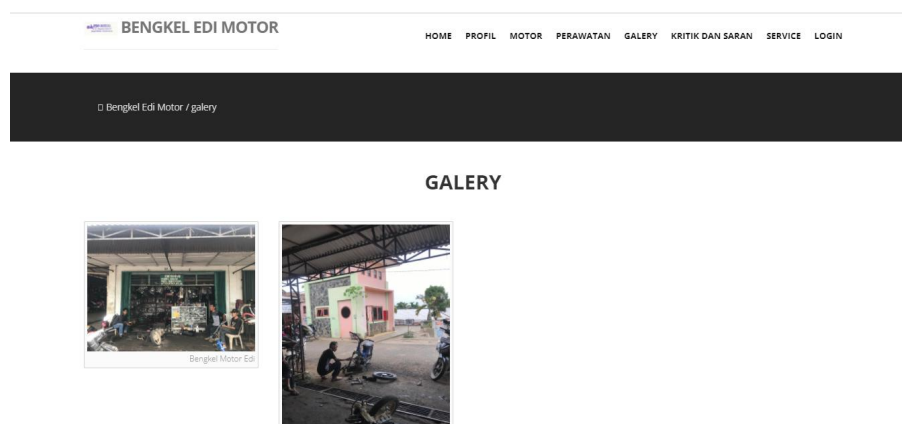 BENGKEL EDI MOTOR
HOME PROFIL MOTOR PERAWATAN GALERY KRITIK DAN SARAN SERVICE LOGIN
Bengkel Edi Motor / galery
GALERY
Bengkel Motor Edi